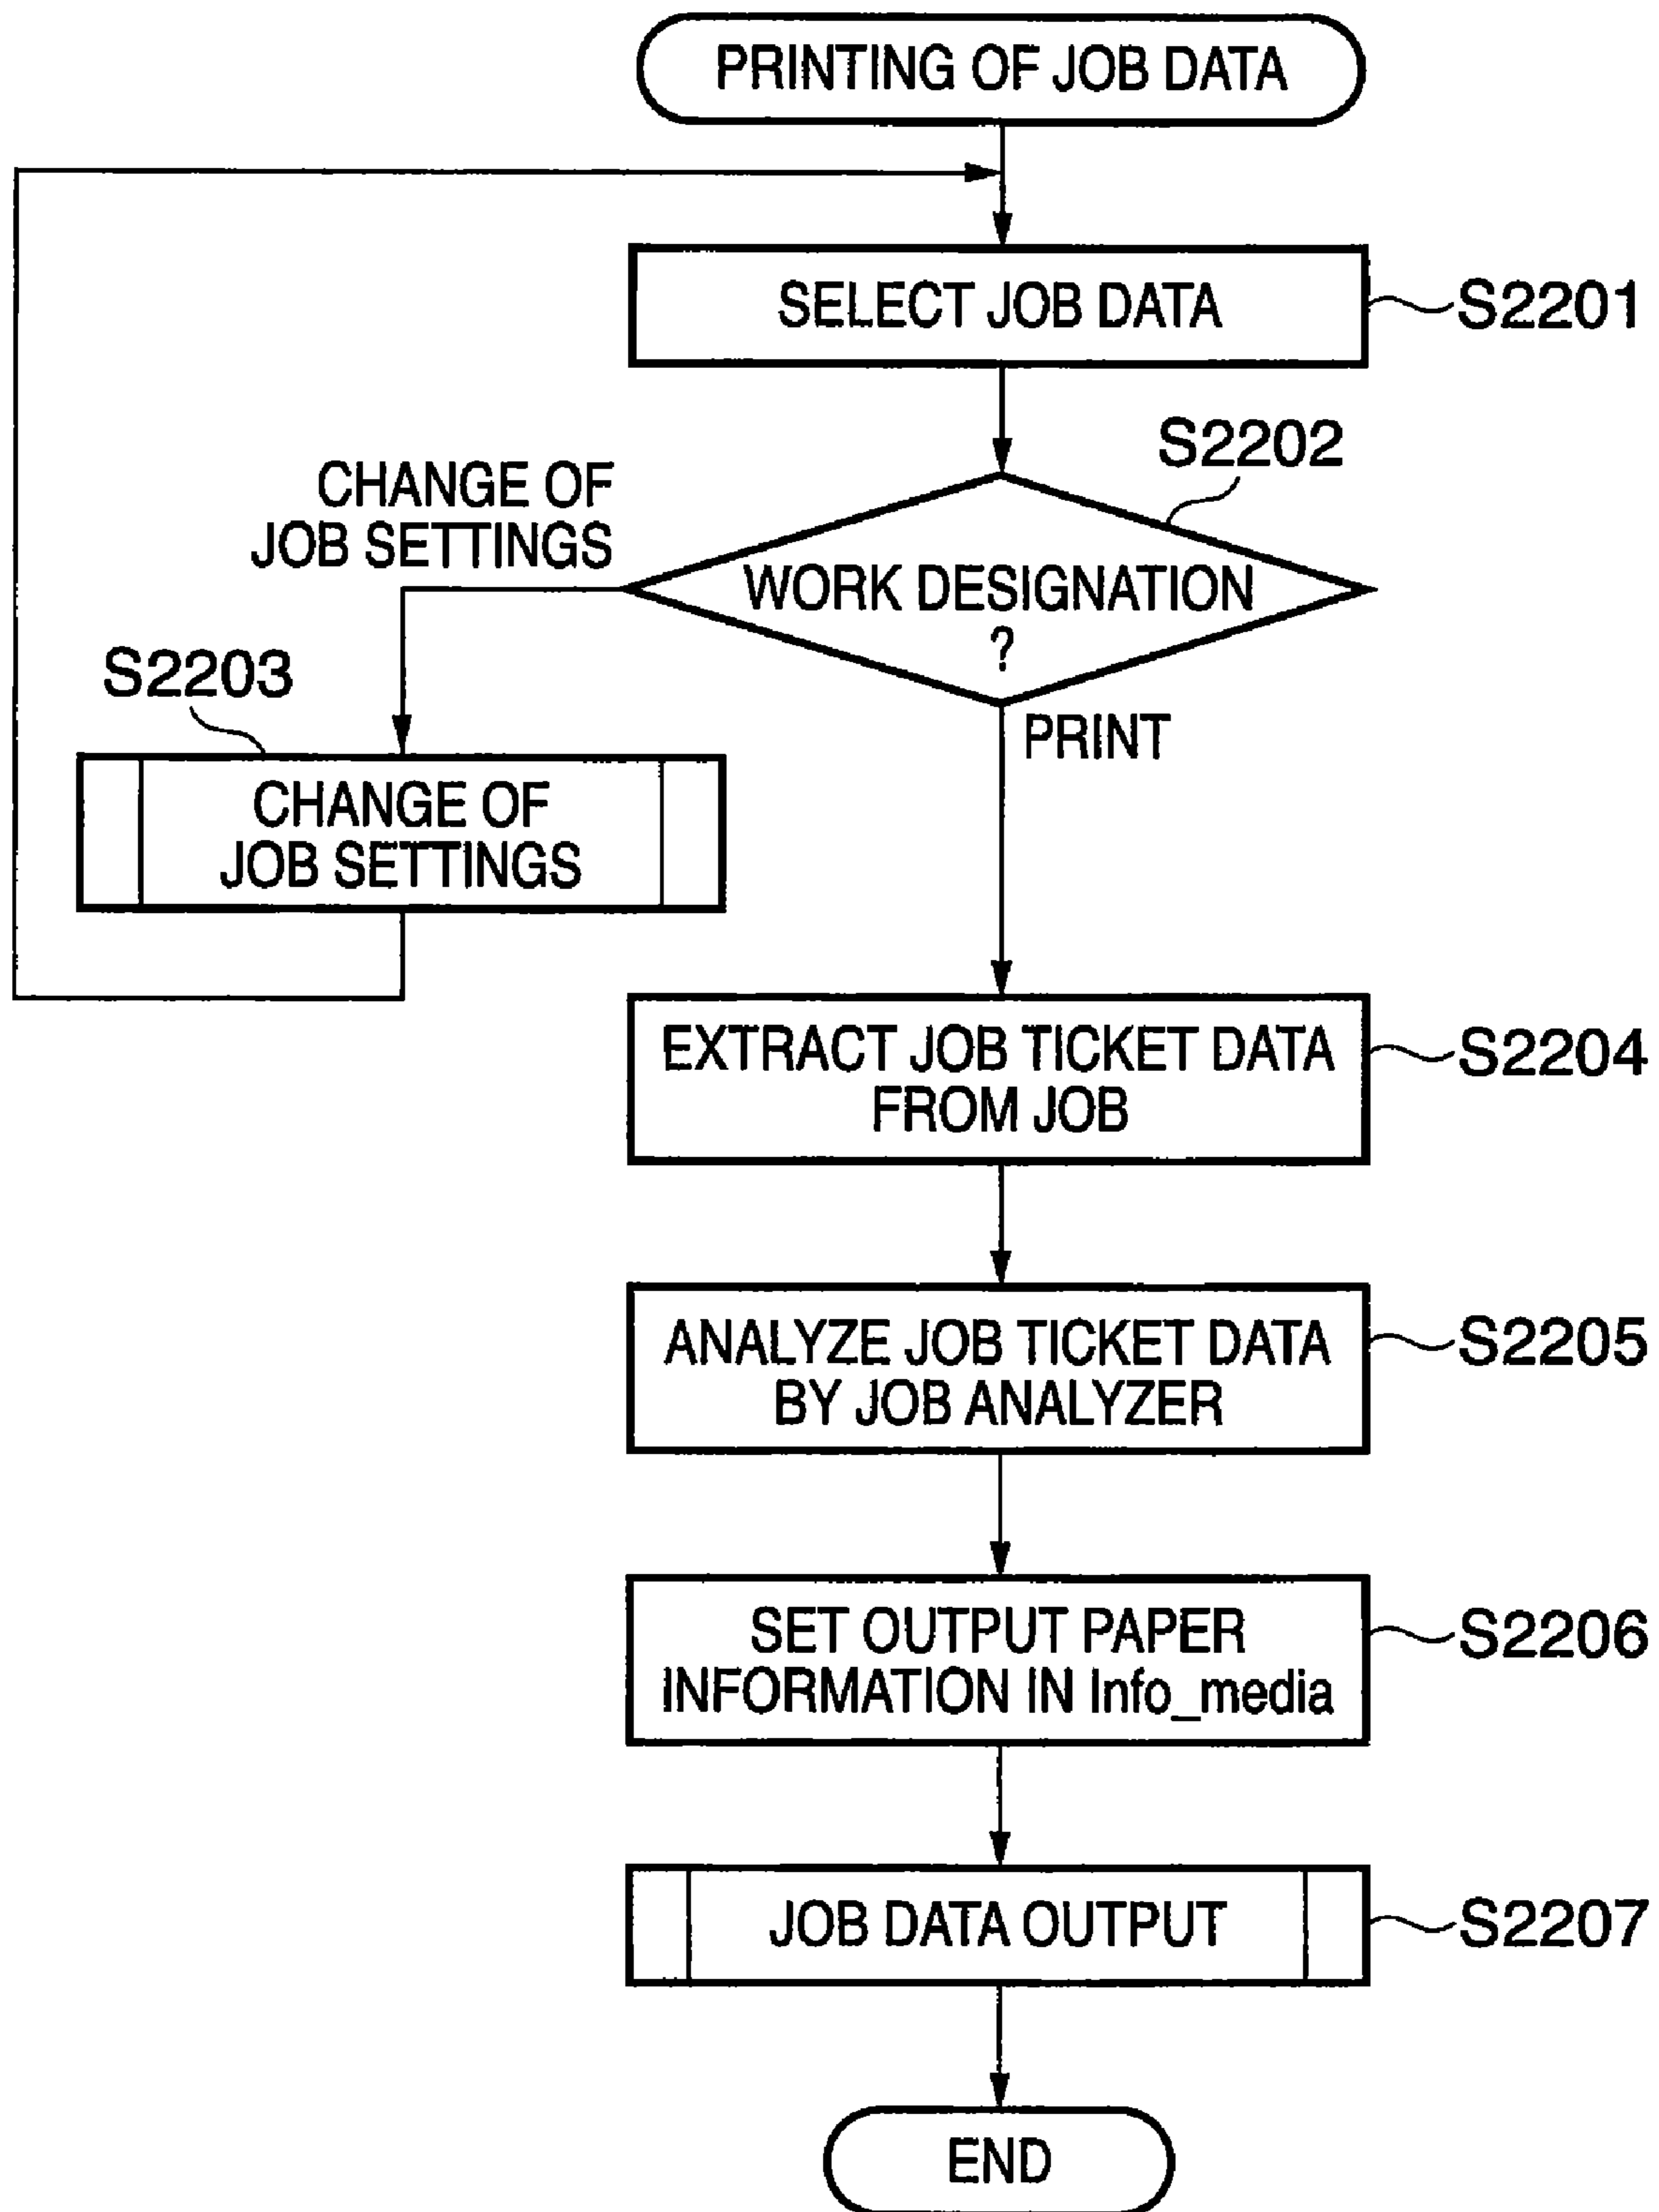 PRINTING OF JOB DATA
SELECT JOB DATA
S2201
S2202
CHANGE OF
JOB SETTINGS
WORK DESIGNATION
?
S2203
PRINT
CHANGE OF
JOB SETTINGS
EXTRACT JOB TICKET DATA
FROM JOB
S2204
ANALYZE JOB TICKET DATA
BY JOB ANALYZER
S2205
SET OUTPUT PAPER
INFORMATION IN Info_media
S2206
JOB DATA OUTPUT
S2207
END